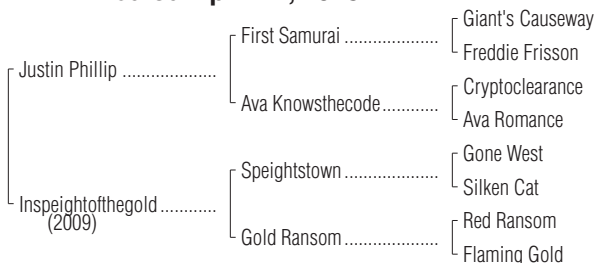 Giant's Causeway
First Samurai ....................
Freddie Frisson
Justin Phillip ....................
Cryptoclearance
Ava Knowsthecode............
Ava Romance
Gone West
Speightstown ....................
Silken Cat
Inspeightofthegold ............
(2009)
Red Ransom
Gold Ransom ....................
Flaming Gold